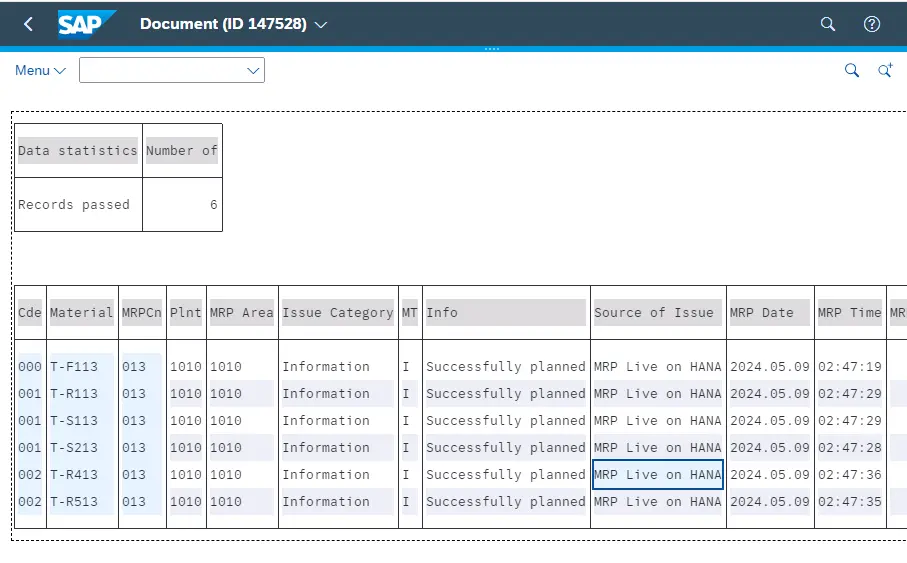 SAP Document (ID 147528)
Menu
Data statistics Number of
Records passed 6
Cde Material MRPCn Plnt MRP Area Issue Category MT Info Source of Issue MRP Date MRP Time MR
000 T-F113 013 1010 1010 Information I Successfully planned MRP Live on HANA 2024.05.09 02:47:19
001 T-R113 013 1010 1010 Information I Successfully planned MRP Live on HANA 2024.05.09 02:47:29
001 T-S113 013 1010 1010 Information I Successfully planned MRP Live on HANA 2024.05.09 02:47:29
001 T-S213 013 1010 1010 Information I Successfully planned MRP Live on HANA 2024.05.09 02:47:28
002 T-R413 013 1010 1010 Information I Successfully planned MRP Live on HANA 2024.05.09 02:47:36
002 T-R513 013 1010 1010 Information I Successfully planned MRP Live on HANA 2024.05.09 02:47:35